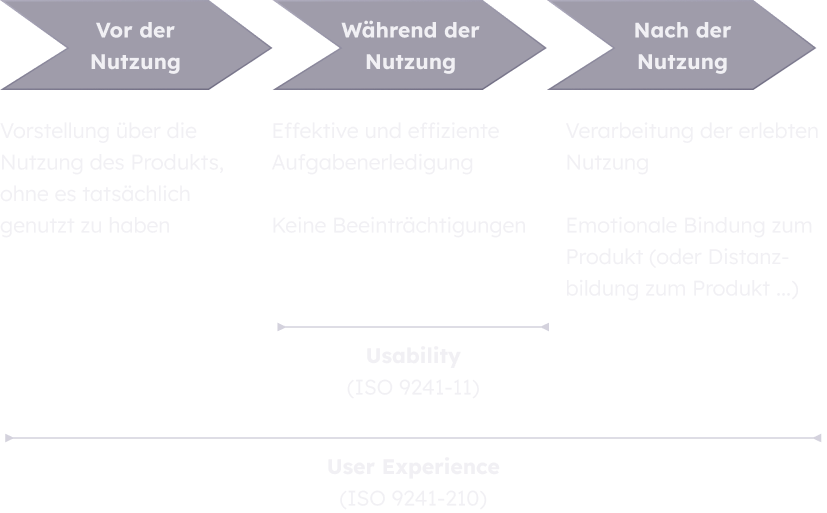 Vor der
Nutzung
Während der
Nutzung
Nach der
Nutzung
Vorstellung über die
Nutzung des Produkts,
ohne es tatsächlich
genutzt zu haben
Effektive und effiziente
Aufgabenerledigung
Keine Beeinträchtigungen
Verarbeitung der erlebten
Nutzung
Emotionale Bindung zum
Produkt (oder Distanz-
bildung zum Produkt ...)
Usability
(ISO 9241-11)
User Experience
(ISO 9241-210)